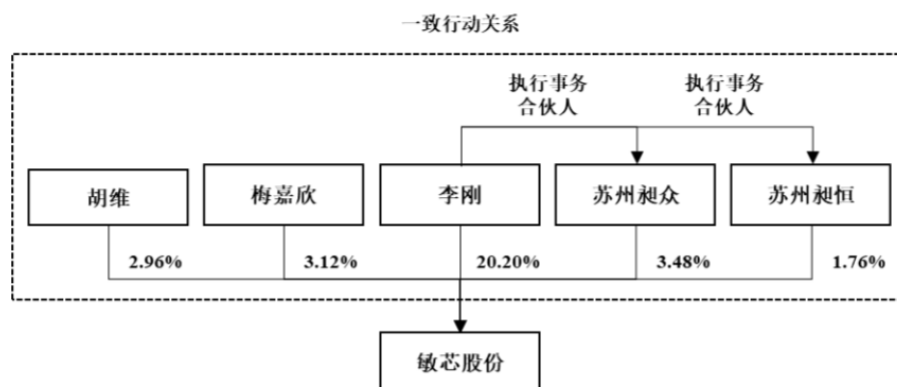 一致行动关系
执行事务
合伙人
执行事务
合伙人
胡维
梅嘉欣
李刚
苏州昶众
苏州昶恒
2.96%
3.12%
20.20%
3.48%
1.76%
敏芯股份